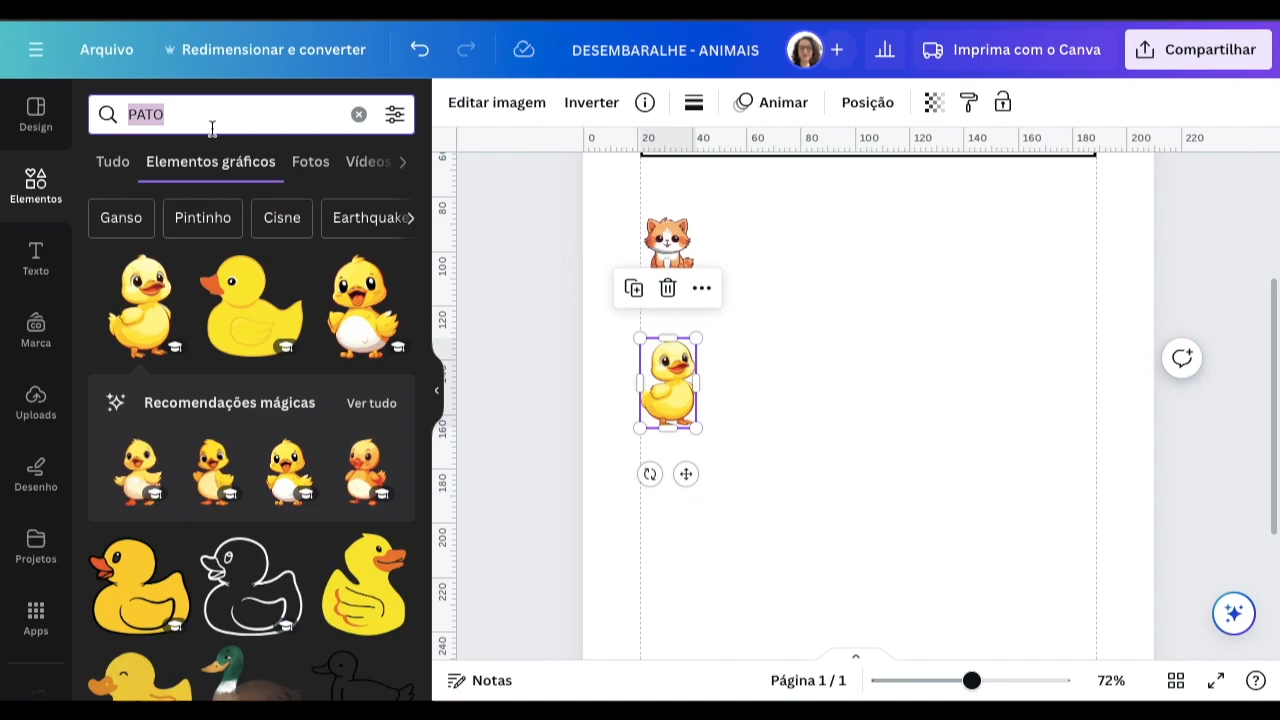 Arquivo
Redimensionar e converter
DESEMBARALHE - ANIMAIS
Imprima com o Canva
Compartilhar
Design
Elementos
Texto
Marca
Uploads
Desenho
Projetos
Apps
PATO
Tudo
Elementos gráficos
Fotos
Vídeos
Ganso
Pintinho
Cisne
Earthquake
Recomendações mágicas
Ver tudo
Editar imagem
Inverter
Animar
Posição
0 20 40 60 80 100 120 140 160 180 200 220
80
100
120
160
180
200
220
240
Notas
Página 1 / 1
72%